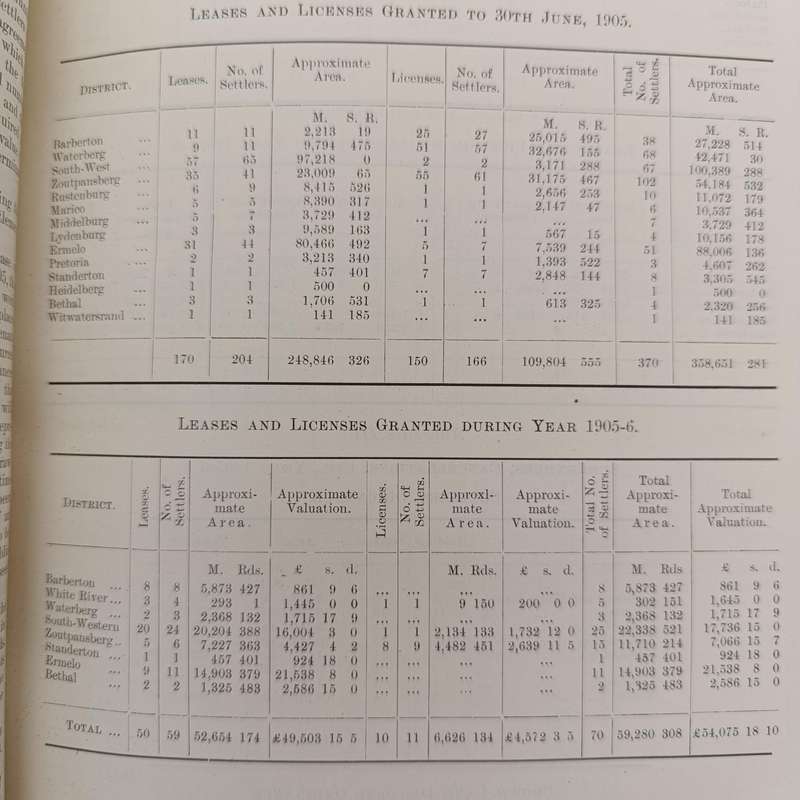 LEASES AND LICENSES GRANTED TO 30TH JUNE, 1905.
DISTRICT. Leases. No. of Settlers. Approximate Area. Licenses. No. of Settlers. Approximate Area. Total No. of Settlers. Total Approximate Area.
M. S. R. M. S. R. M. S. R.
Barberton ... 11 11 2,213 19 25 27 25,015 495 38 27,228 514
Waterberg ... 9 11 9,794 475 51 57 32,676 155 68 42,471 30
South-West ... 57 65 97,218 0 2 2 3,171 288 67 100,389 288
Zoutpansberg ... 35 41 23,009 65 55 61 31,175 467 102 54,184 532
Rustenburg ... 6 9 8,415 526 1 1 2,656 253 10 11,072 179
Marico ... 5 5 8,390 317 1 1 2,147 47 6 10,537 364
Middelburg ... 5 7 3,729 412 ... ... ... 7 3,729 412
Lydenburg ... 3 3 9,589 163 1 1 567 15 4 10,156 178
Ermelo ... 31 44 80,466 492 5 7 7,539 244 51 88,006 136
Pretoria ... 2 2 3,213 340 1 1 1,393 522 3 4,607 262
Standerton ... 1 1 457 401 7 7 2,848 144 8 3,305 545
Heidelberg ... 1 1 500 0 ... ... ... 1 500 0
Bethal ... 3 3 1,706 531 1 1 613 325 4 2,320 256
Witwatersrand ... 1 1 141 185 ... ... ... 1 141 185
170 204 248,846 326 150 166 109,804 555 370 358,651 281
LEASES AND LICENSES GRANTED DURING YEAR 1905-6.
DISTRICT. Leases. No. of Settlers. Approximate Area. Approximate Valuation. Licenses. No. of Settlers. Approximate Area. Approximate Valuation. Total No. of Settlers. Total Approximate Area. Total Approximate Valuation.
M. Rds. £ s. d. M. Rds. £ s. d. M. Rds £ s. d.
Barberton ... 8 8 5,873 427 861 9 6 ... ... ... ... 8 5,873 427 861 9 6
White River... 3 4 293 1 1,445 0 0 1 1 9 150 200 0 0 5 302 151 1,645 0 0
Waterberg ... 2 3 2,368 132 1,715 17 9 ... ... ... ... 3 2,368 132 1,715 17 9
South-Western 20 24 20,204 388 16,004 3 0 1 1 2,134 133 1,732 12 0 25 22,338 521 17,736 15 0
Zoutpansberg.. 5 6 7,227 363 4,427 4 2 8 9 4,482 451 2,639 11 5 15 11,710 214 7,066 15 7
Standerton ... 1 1 457 401 924 18 0 ... ... ... ... 1 457 401 924 18 0
Ermelo ... 9 11 14,903 379 21,538 8 0 ... ... ... ... 11 14,903 379 21,538 8 0
Bethal ... 2 2 1,325 483 2,586 15 0 ... ... ... ... 2 1,325 483 2,586 15 0
TOTAL ... 50 59 52,654 174 £49,503 15 5 10 11 6,626 134 £4,572 3 5 70 59,280 308 £54,075 18 10